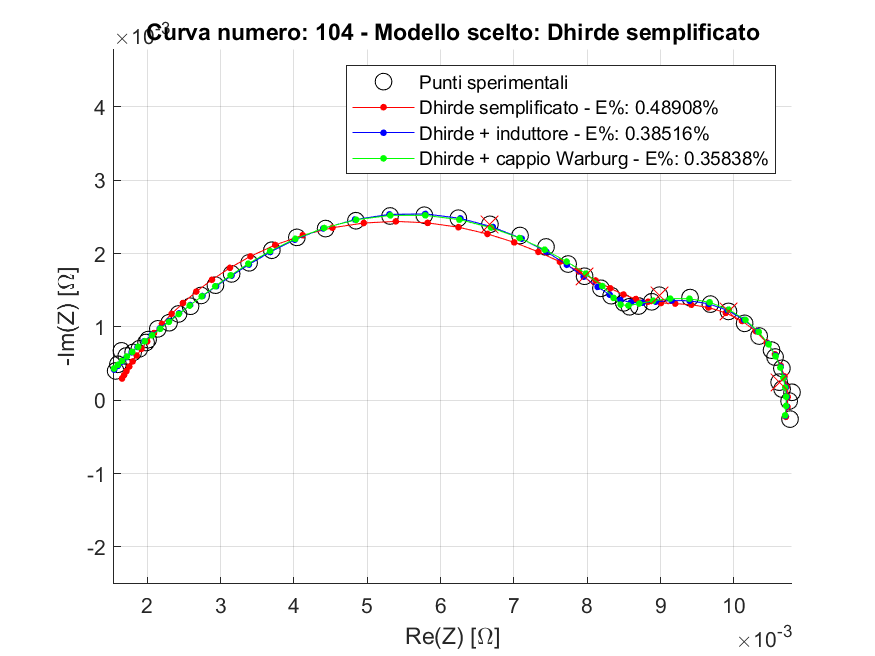 Curva numero: 104 - Modello scelto: Dhirde semplificato
×10⁻³
Punti sperimentali
Dhirde semplificato - E%: 0.48908%
Dhirde + induttore - E%: 0.38516%
Dhirde + cappio Warburg - E%: 0.35838%
4
3
2
1
0
-1
-2
-Im(Z) [Ω]
2 3 4 5 6 7 8 9 10
Re(Z) [Ω]
×10⁻³